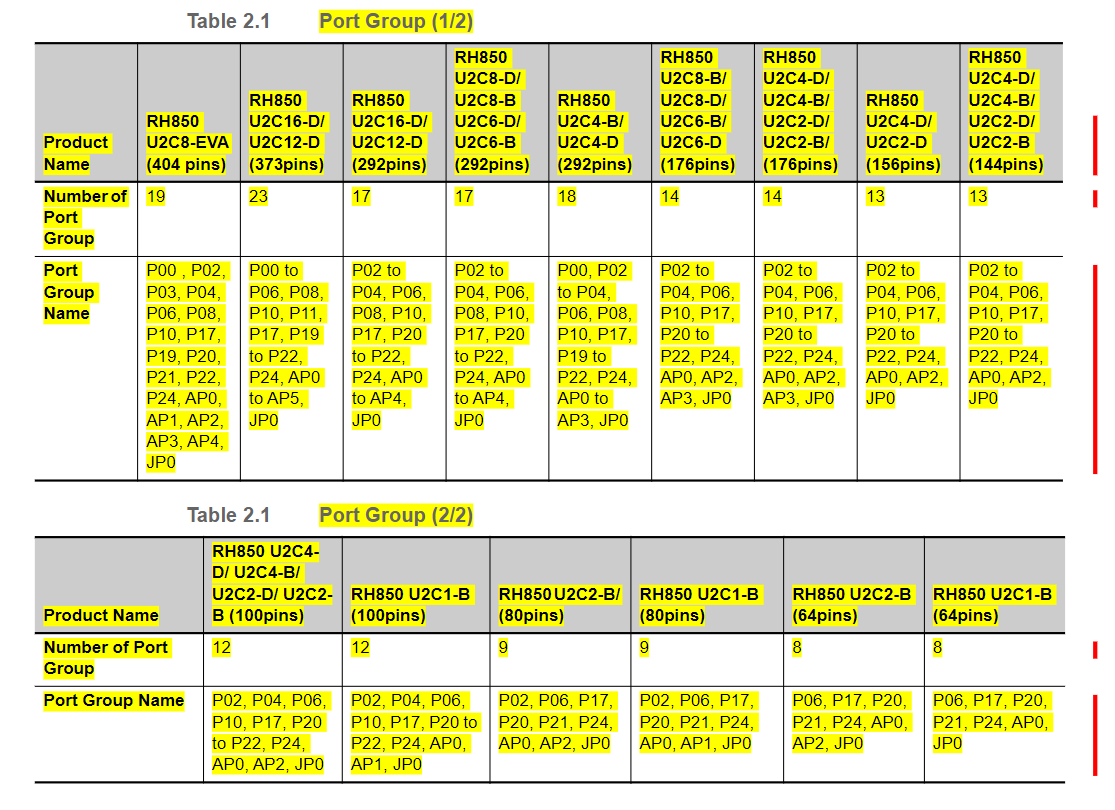 Table 2.1 Port Group (1/2)
Product Name
RH850 U2C8-EVA (404 pins)
RH850 U2C16-D/ U2C12-D (373pins)
RH850 U2C16-D/ U2C12-D (292pins)
RH850 U2C8-D/ U2C8-B U2C6-D/ U2C6-B (292pins)
RH850 U2C4-B/ U2C4-D (292pins)
RH850 U2C8-B/ U2C8-D/ U2C6-B/ U2C6-D (176pins)
RH850 U2C4-D/ U2C4-B/ U2C2-D/ U2C2-B/ (176pins)
RH850 U2C4-D/ U2C2-D (156pins)
RH850 U2C4-D/ U2C4-B/ U2C2-D/ U2C2-B (144pins)
Number of Port Group
19
23
17
17
18
14
14
13
13
Port Group Name
P00 , P02, P03, P04, P06, P08, P10, P17, P19, P20, P21, P22, P24, AP0, AP1, AP2, AP3, AP4, JP0
P00 to P06, P08, P10, P11, P17, P19 to P22, P24, AP0 to AP5, JP0
P02 to P04, P06, P08, P10, P17, P20 to P22, P24, AP0 to AP4, JP0
P02 to P04, P06, P08, P10, P17, P20 to P22, P24, AP0 to AP4, JP0
P00, P02 to P04, P06, P08, P10, P17, P19 to P22, P24, AP0 to AP3, JP0
P02 to P04, P06, P10, P17, P20 to P22, P24, AP0, AP2, AP3, JP0
P02 to P04, P06, P10, P17, P20 to P22, P24, AP0, AP2, AP3, JP0
P02 to P04, P06, P10, P17, P20 to P22, P24, AP0, AP2, JP0
P02 to P04, P06, P10, P17, P20 to P22, P24, AP0, AP2, JP0
Table 2.1 Port Group (2/2)
Product Name
RH850 U2C4-D/ U2C4-B/ U2C2-D/ U2C2-B (100pins)
RH850 U2C1-B (100pins)
RH850 U2C2-B/ (80pins)
RH850 U2C1-B (80pins)
RH850 U2C2-B (64pins)
RH850 U2C1-B (64pins)
Number of Port Group
12
12
9
9
8
8
Port Group Name
P02, P04, P06, P10, P17, P20 to P22, P24, AP0, AP2, JP0
P02, P04, P06, P10, P17, P20 to P22, P24, AP0, AP1, JP0
P02, P06, P17, P20, P21, P24, AP0, AP2, JP0
P02, P06, P17, P20, P21, P24, AP0, AP1, JP0
P06, P17, P20, P21, P24, AP0, AP2, JP0
P06, P17, P20, P21, P24, AP0, JP0